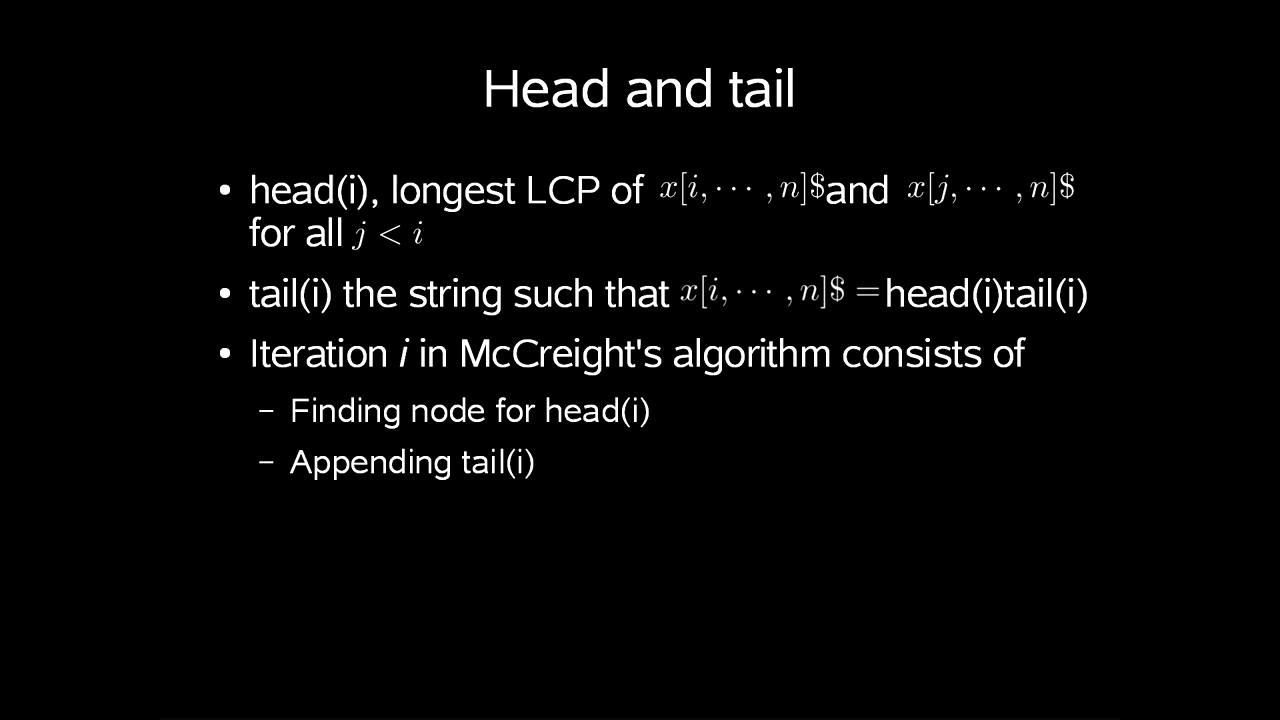 Head and tail
• head(i), longest LCP of x[i, ⋯ , n]$ and x[j, ⋯ , n]$
for all j < i
• tail(i) the string such that x[i, ⋯ , n]$ = head(i)tail(i)
• Iteration i in McCreight's algorithm consists of
– Finding node for head(i)
– Appending tail(i)